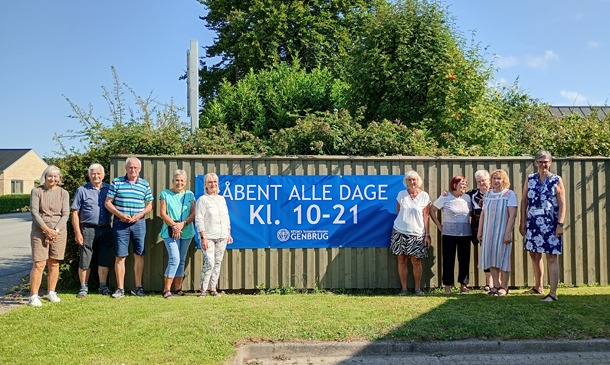 ÅBENT ALLE DAGE
Kl. 10-21
GENBRUG